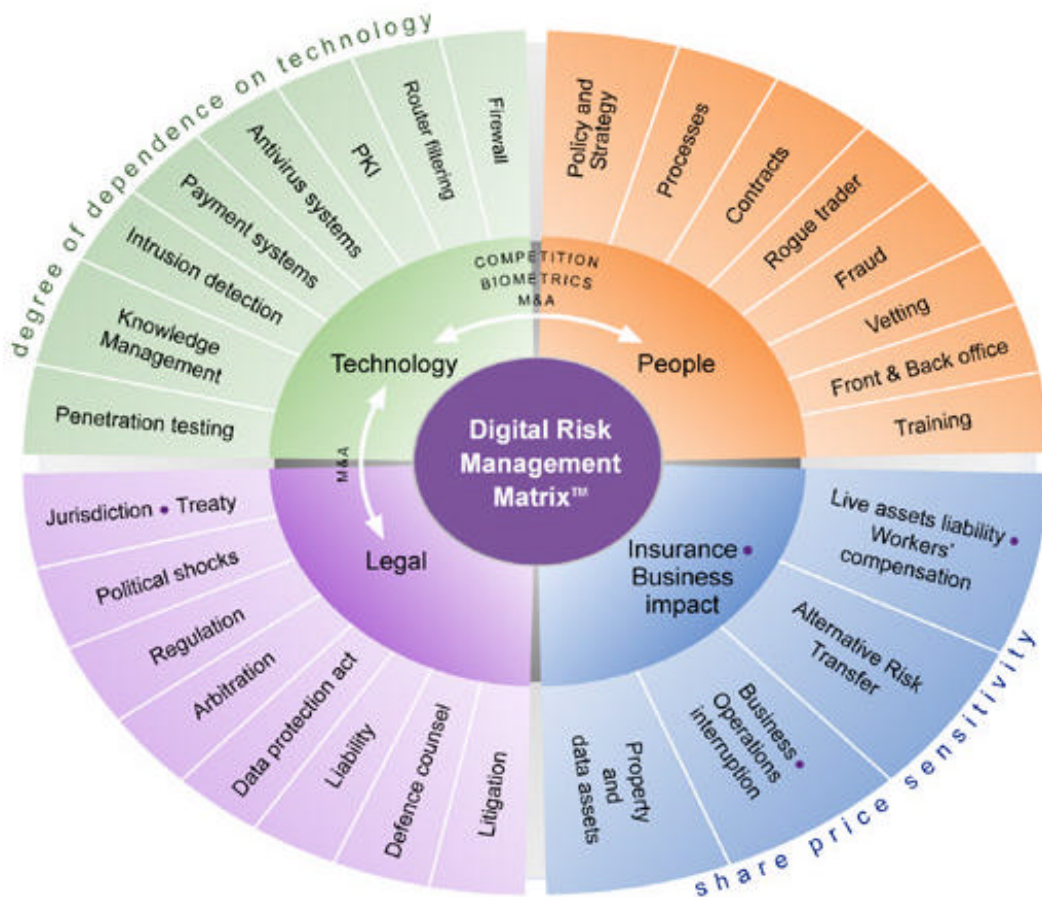 degree of dependence on technology
Firewall
Router filtering
PKI
Antivirus systems
Payment systems
Intrusion detection
Knowledge
Management
Penetration testing
Policy and
Strategy
Processes
Contracts
Rogue trader
Fraud
Vetting
Front & Back office
Training
COMPETITION
BIOMETRICS
M&A
Technology
People
Digital Risk
Management
Matrix™
M&A
Legal
Insurance •
Business
impact
Jurisdiction • Treaty
Political shocks
Regulation
Arbitration
Data protection act
Liability
Defence counsel
Litigation
Live assets liability •
Workers'
compensation
Alternative Risk
Transfer
Business •
Operations
interruption
Property
and
data assets
share price sensitivity